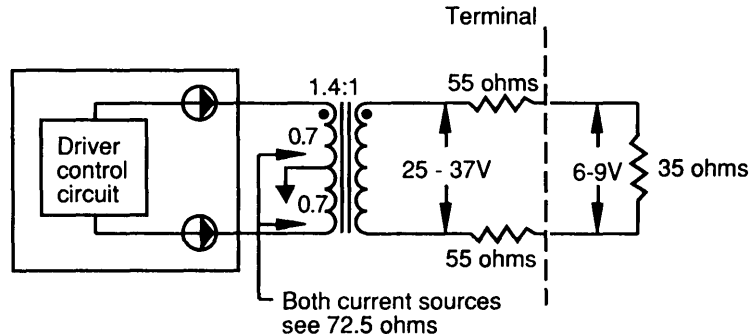 Terminal
1.4:1
55 ohms
0.7
Driver
control
circuit
25 - 37V
6-9V
35 ohms
0.7
55 ohms
Both current sources
see 72.5 ohms